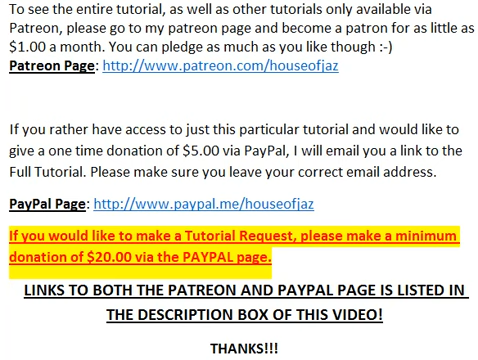 To see the entire tutorial, as well as other tutorials only available via
Patreon, please go to my patreon page and become a patron for as little as
$1.00 a month. You can pledge as much as you like though :-)
Patreon Page: http://www.patreon.com/houseofjaz
If you rather have access to just this particular tutorial and would like to
give a one time donation of $5.00 via PayPal, I will email you a link to the
Full Tutorial. Please make sure you leave your correct email address.
PayPal Page: http://www.paypal.me/houseofjaz
If you would like to make a Tutorial Request, please make a minimum
donation of $20.00 via the PAYPAL page.
LINKS TO BOTH THE PATREON AND PAYPAL PAGE IS LISTED IN
THE DESCRIPTION BOX OF THIS VIDEO!
THANKS!!!